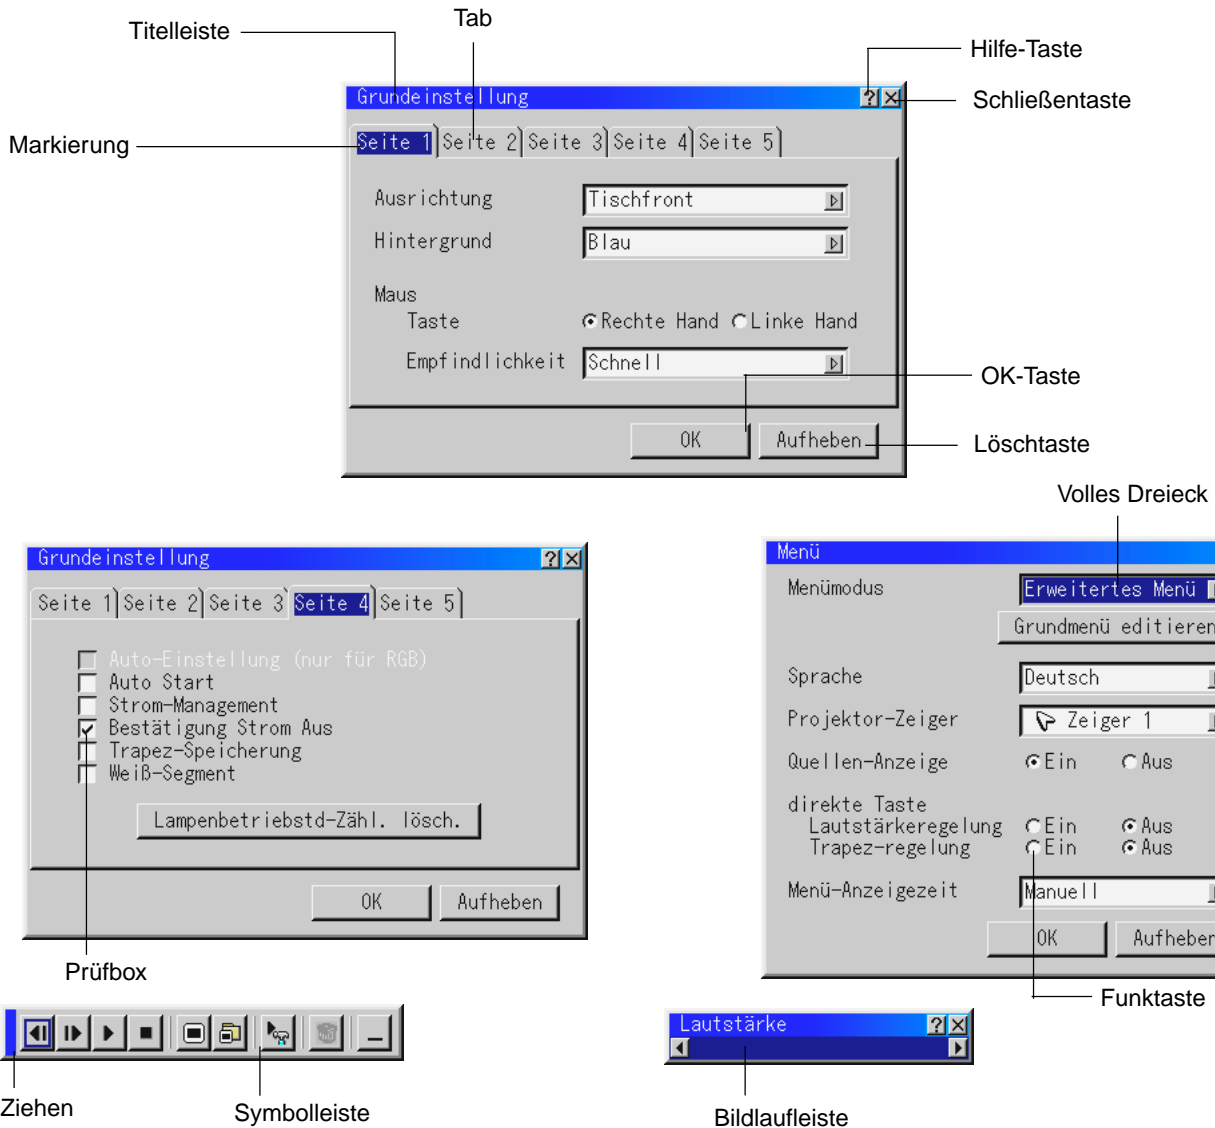 Tab
Titelleiste
Hilfe-Taste
Grundeinstellung
Schließentaste
Markierung
Seite 1 Seite 2 Seite 3 Seite 4 Seite 5
Ausrichtung Tischfront
Hintergrund Blau
Maus
Taste Rechte Hand Linke Hand
Empfindlichkeit Schnell
OK-Taste
OK Aufheben
Löschtaste
Volles Dreieck
Grundeinstellung
Seite 1 Seite 2 Seite 3 Seite 4 Seite 5
Auto-Einstellung (nur für RGB)
Auto Start
Strom-Management
Bestätigung Strom Aus
Trapez-Speicherung
Weiß-Segment
Lampenbetriebstd-Zähl. lösch.
OK Aufheben
Prüfbox
Menü
Menümodus Erweitertes Menü
Grundmenü editieren
Sprache Deutsch
Projektor-Zeiger Zeiger 1
Quellen-Anzeige Ein Aus
direkte Taste
Lautstärkeregelung Ein Aus
Trapez-regelung Ein Aus
Menü-Anzeigezeit Manuell
OK Aufheben
Funktaste
Ziehen
Symbolleiste
Lautstärke
Bildlaufleiste